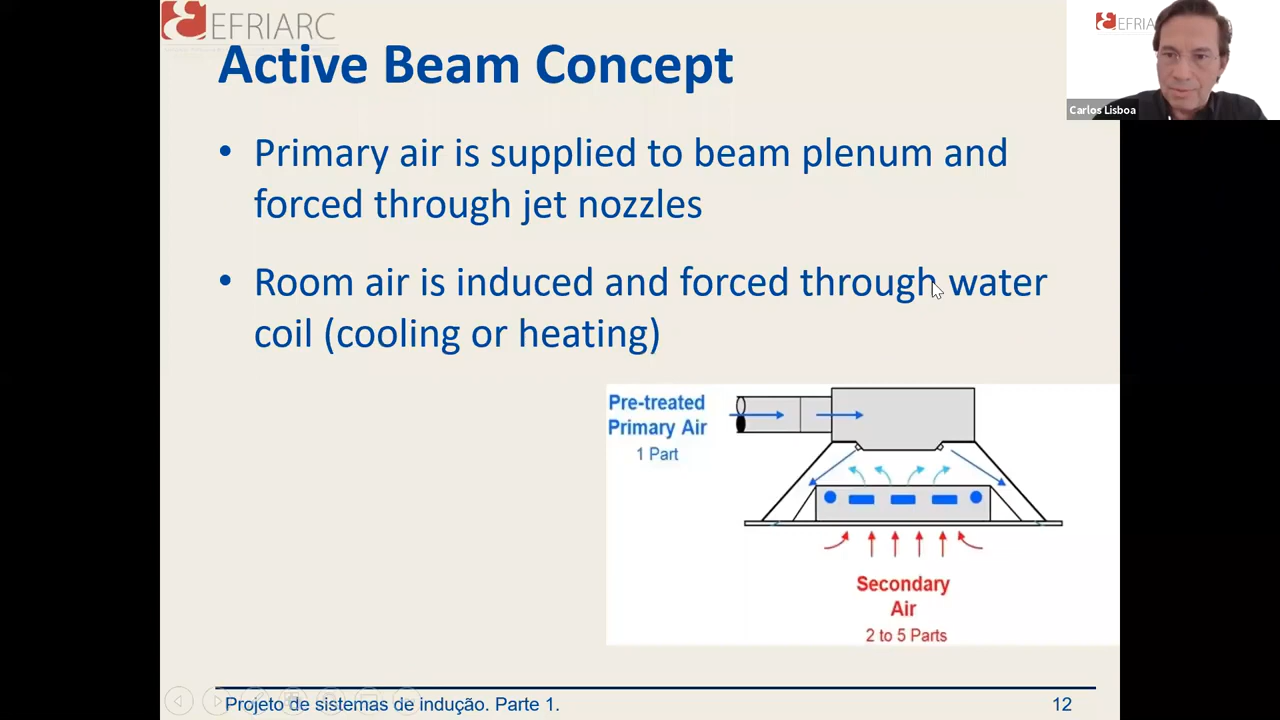 EFRIARC
Active Beam Concept
• Primary air is supplied to beam plenum and
forced through jet nozzles
• Room air is induced and forced through water
coil (cooling or heating)
Pre-treated
Primary Air
1 Part
Secondary
Air
2 to 5 Parts
Projeto de sistemas de indução. Parte 1.
12
Carlos Lisboa